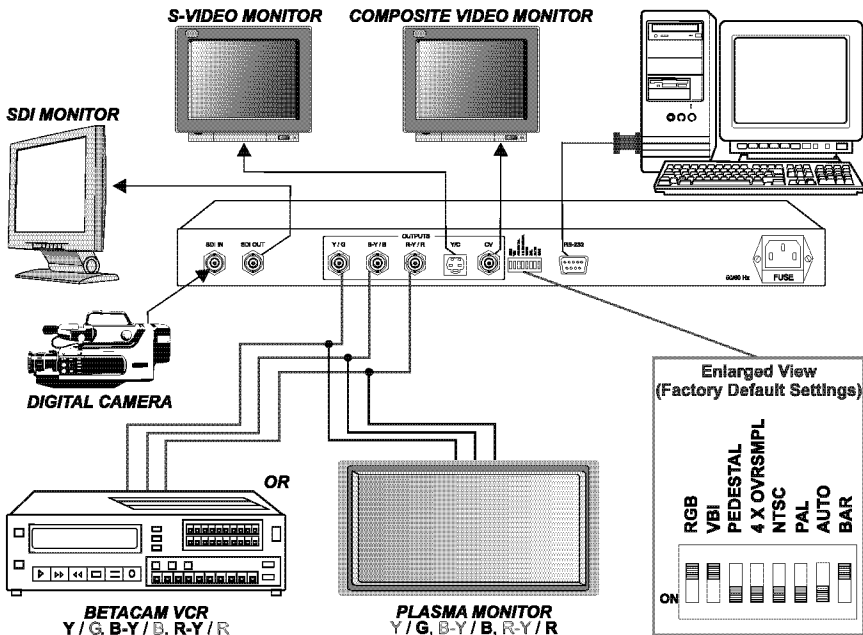 S-VIDEO MONITOR
COMPOSITE VIDEO MONITOR
SDI MONITOR
OUTPUTS
SDI IN
SDI OUT
Y / G
B-Y / B
R-Y / R
Y/C
CV
RS-232
50/60 Hz
FUSE
DIGITAL CAMERA
Enlarged View
(Factory Default Settings)
RGB
VBI
PEDESTAL
4 X OVRSMPL
NTSC
PAL
AUTO
BAR
ON
OR
BETACAM VCR
Y / G, B-Y / B, R-Y / R
PLASMA MONITOR
Y / G, B-Y / B, R-Y / R